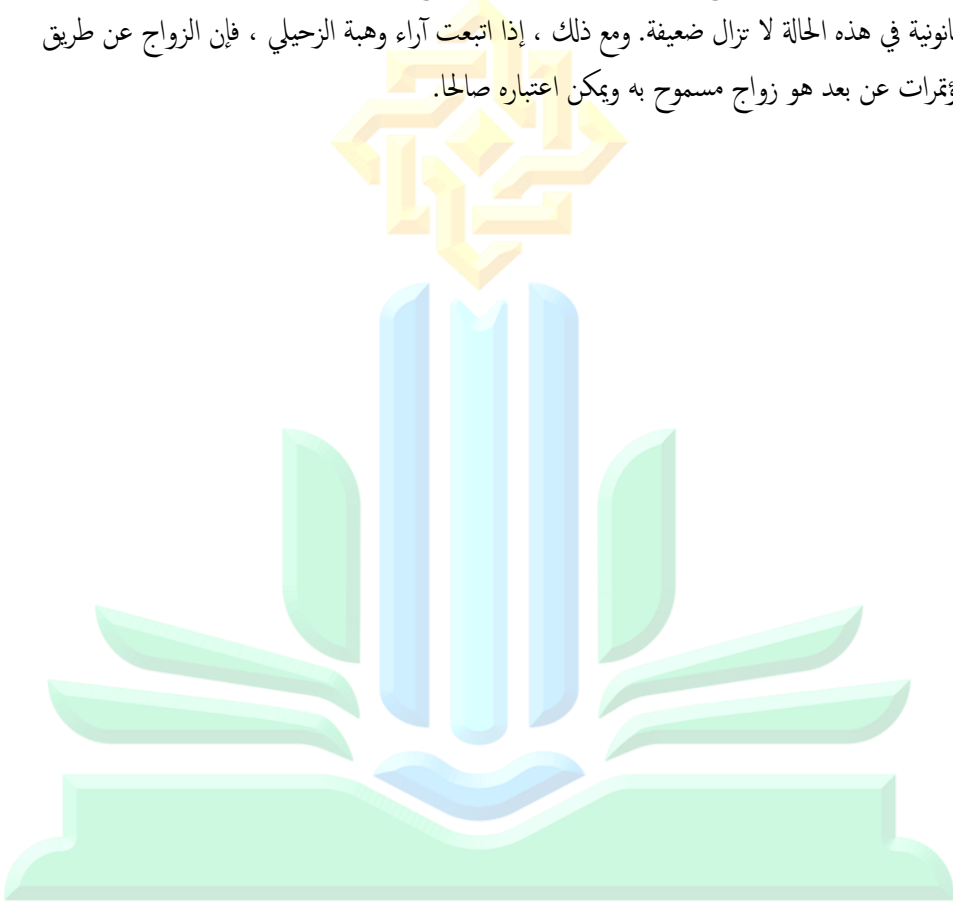 انونية في هذه الحالة لا تزال ضعيفة. ومع ذلك ، إذا اتبعت آراء وهبة الزحيلي ، فإن الزواج عن طريق
ؤتمرات عن بعد هو زواج مسموح به ويمكن اعتباره صالحا.